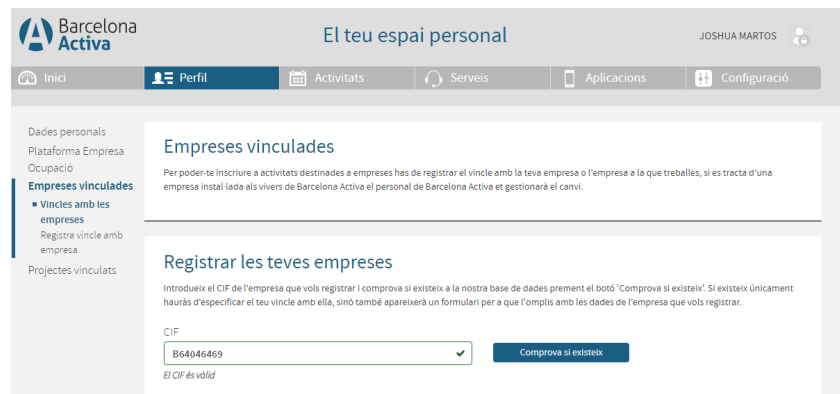 Barcelona
Activa
El teu espai personal
JOSHUA MARTOS
Inici
Perfil
Activitats
Serveis
Aplicacions
Configuració
Dades personals
Plataforma Empresa
Ocupació
Empreses vinculades
Vincles amb les
empreses
Registra vincle amb
empresa
Projectes vinculats
Empreses vinculades
Per poder-te inscriure a activitats destinades a empreses has de registrar el vincle amb la teva empresa o l'empresa a la que treballes, si es tracta d'una
empresa instal·lada als vivers de Barcelona Activa el personal de Barcelona Activa et gestionarà el canvi.
Registrar les teves empreses
Introdueix el CIF de l'empresa que vols registrar i comprova si existeix a la nostra base de dades prement el botó 'Comprova si existeix'. Si existeix únicament
hauràs d'especificar el teu vincle amb ella, sinó també apareixerà un formulari per a que l'omplis amb les dades de l'empresa que vols registrar.
CIF
B64046469
Comprova si existeix
El CIF és vàlid